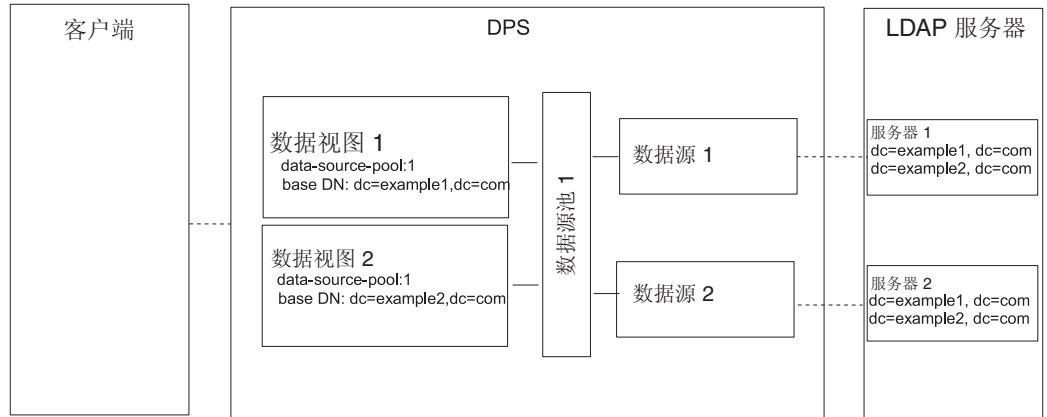 客户端
DPS
LDAP 服务器
数据视图 1
data-source-pool:1
base DN: dc=example1,dc=com
数据视图 2
data-source-pool:1
base DN: dc=example2,dc=com
数据源池 1
数据源 1
数据源 2
服务器 1
dc=example1, dc=com
dc=example2, dc=com
服务器 2
dc=example1, dc=com
dc=example2, dc=com